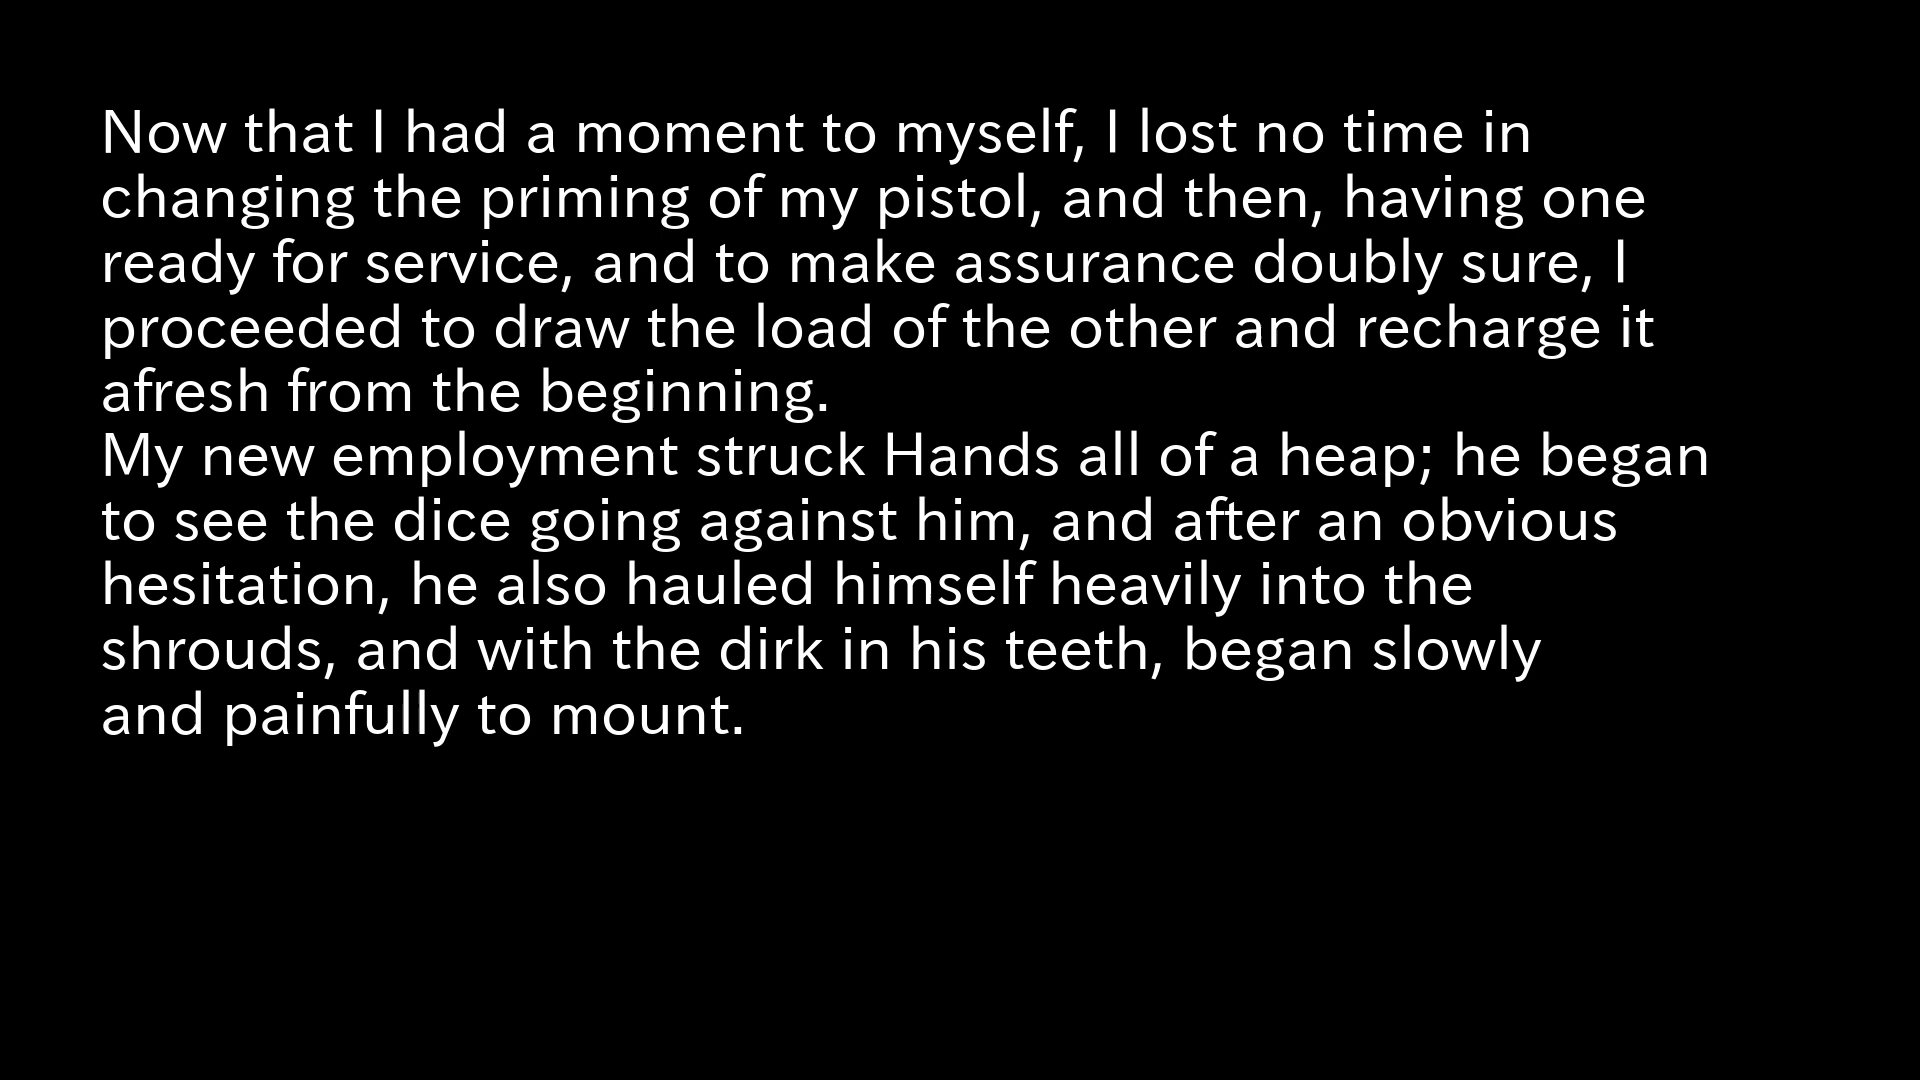 Now that I had a moment to myself, I lost no time in
changing the priming of my pistol, and then, having one
ready for service, and to make assurance doubly sure, I
proceeded to draw the load of the other and recharge it
afresh from the beginning.
My new employment struck Hands all of a heap; he began
to see the dice going against him, and after an obvious
hesitation, he also hauled himself heavily into the
shrouds, and with the dirk in his teeth, began slowly
and painfully to mount.